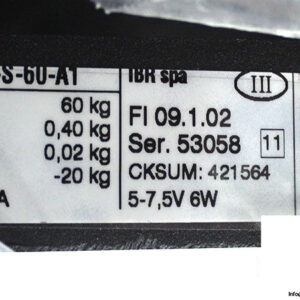 -S-60-A1
IBR spa
III
60 kg
0,40 kg
0,02 kg
-20 kg
A
FI 09.1.02
Ser. 53058
11
CKSUM: 421564
5-7,5V 6W